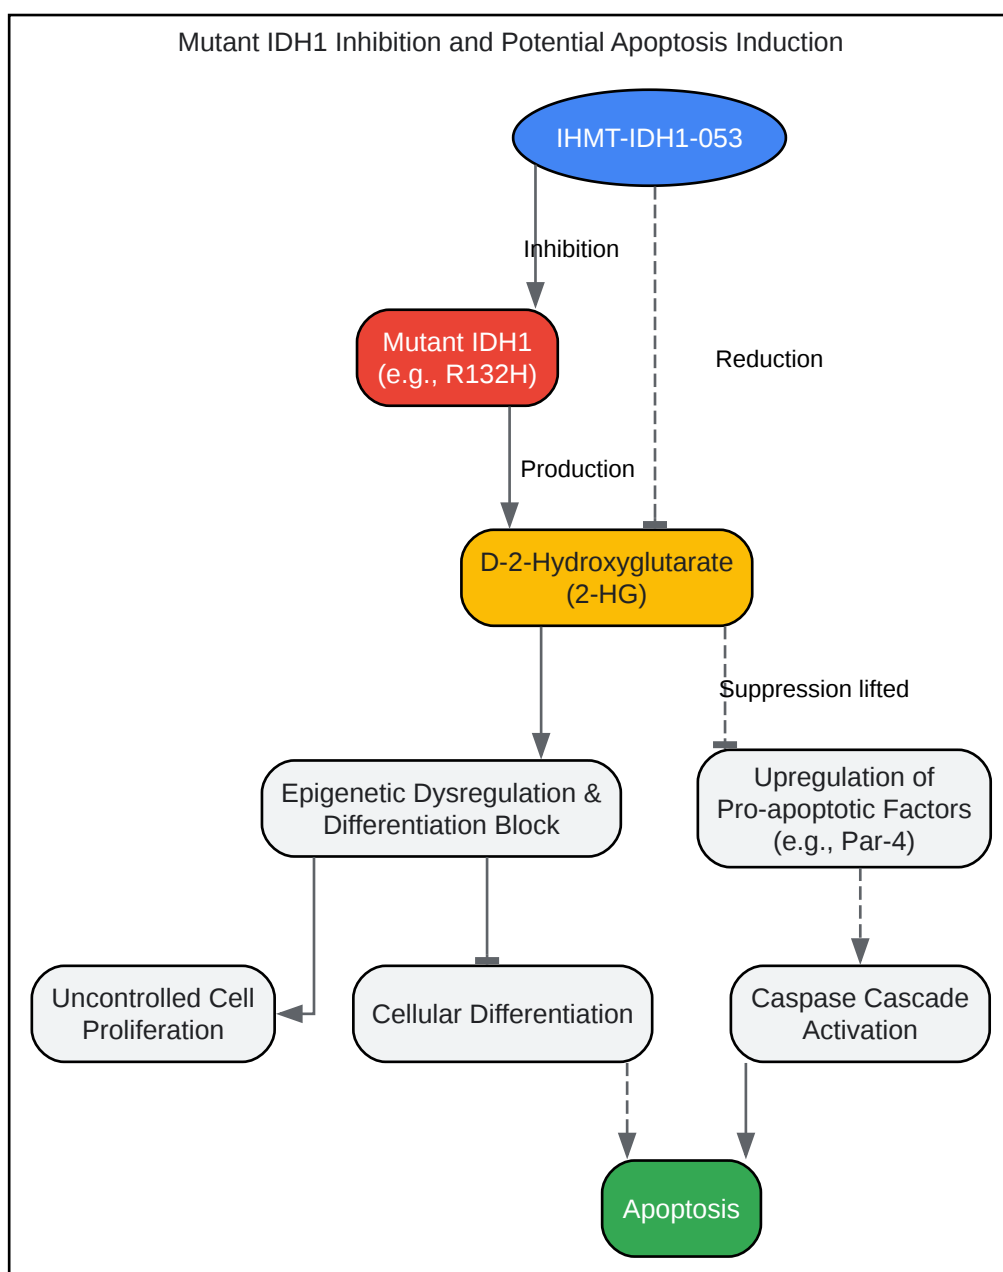 Mutant IDH1 Inhibition and Potential Apoptosis Induction
IHMT-IDH1-053
Inhibition
Mutant IDH1
(e.g., R132H)
Reduction
Production
D-2-Hydroxyglutarate
(2-HG)
Suppression lifted
Epigenetic Dysregulation &
Differentiation Block
Upregulation of
Pro-apoptotic Factors
(e.g., Par-4)
Uncontrolled Cell
Proliferation
Cellular Differentiation
Caspase Cascade
Activation
Apoptosis